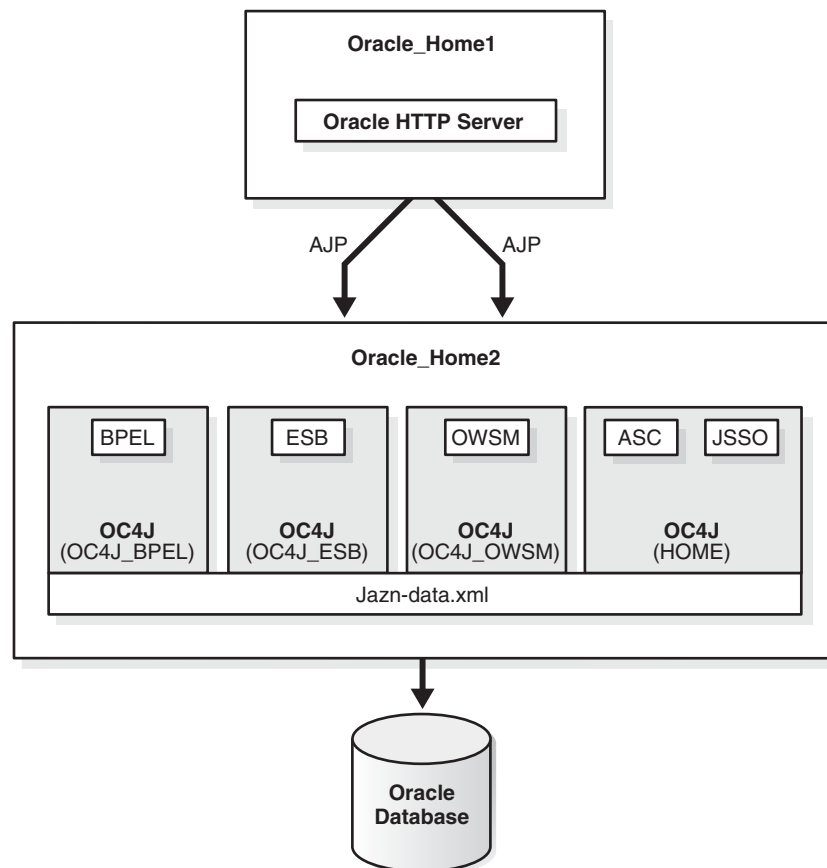 Oracle_Home1
Oracle HTTP Server
AJP
AJP
Oracle_Home2
BPEL
ESB
OWSM
ASC
JSSO
OC4J
(OC4J_BPEL)
OC4J
(OC4J_ESB)
OC4J
(OC4J_OWSM)
OC4J
(HOME)
Jazn-data.xml
Oracle
Database